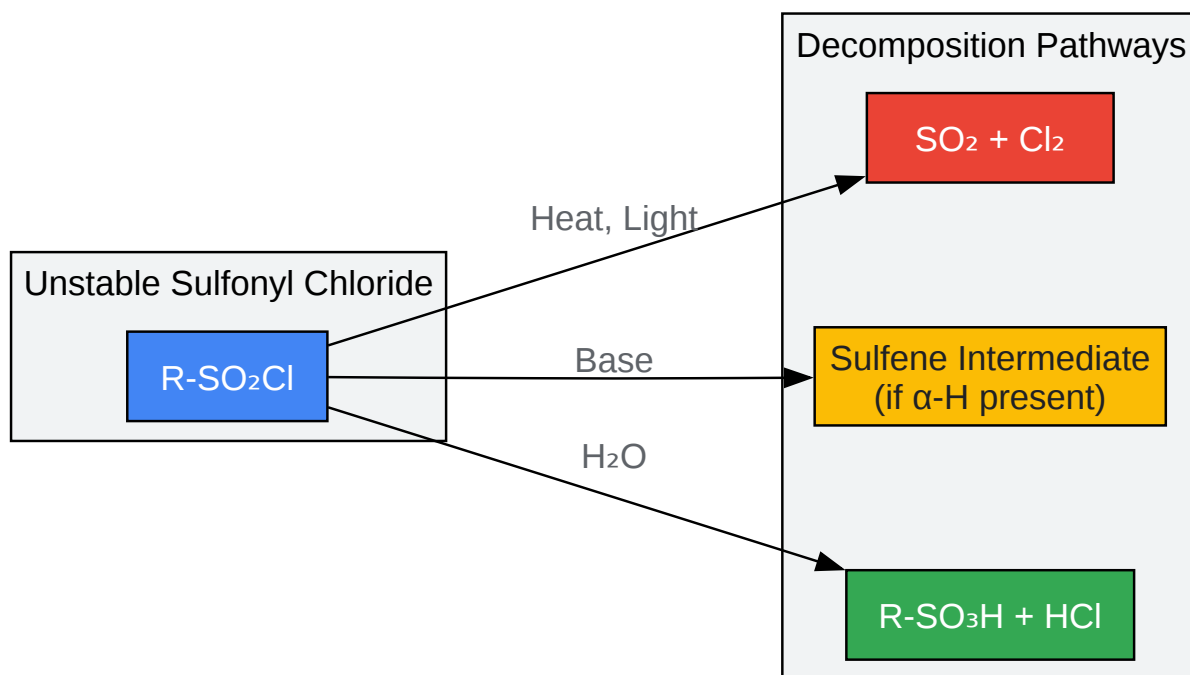 Decomposition Pathways
SO₂ + Cl₂
Heat, Light
Unstable Sulfonyl Chloride
R-SO₂Cl
Base
Sulfene Intermediate
(if α-H present)
H₂O
R-SO₃H + HCl